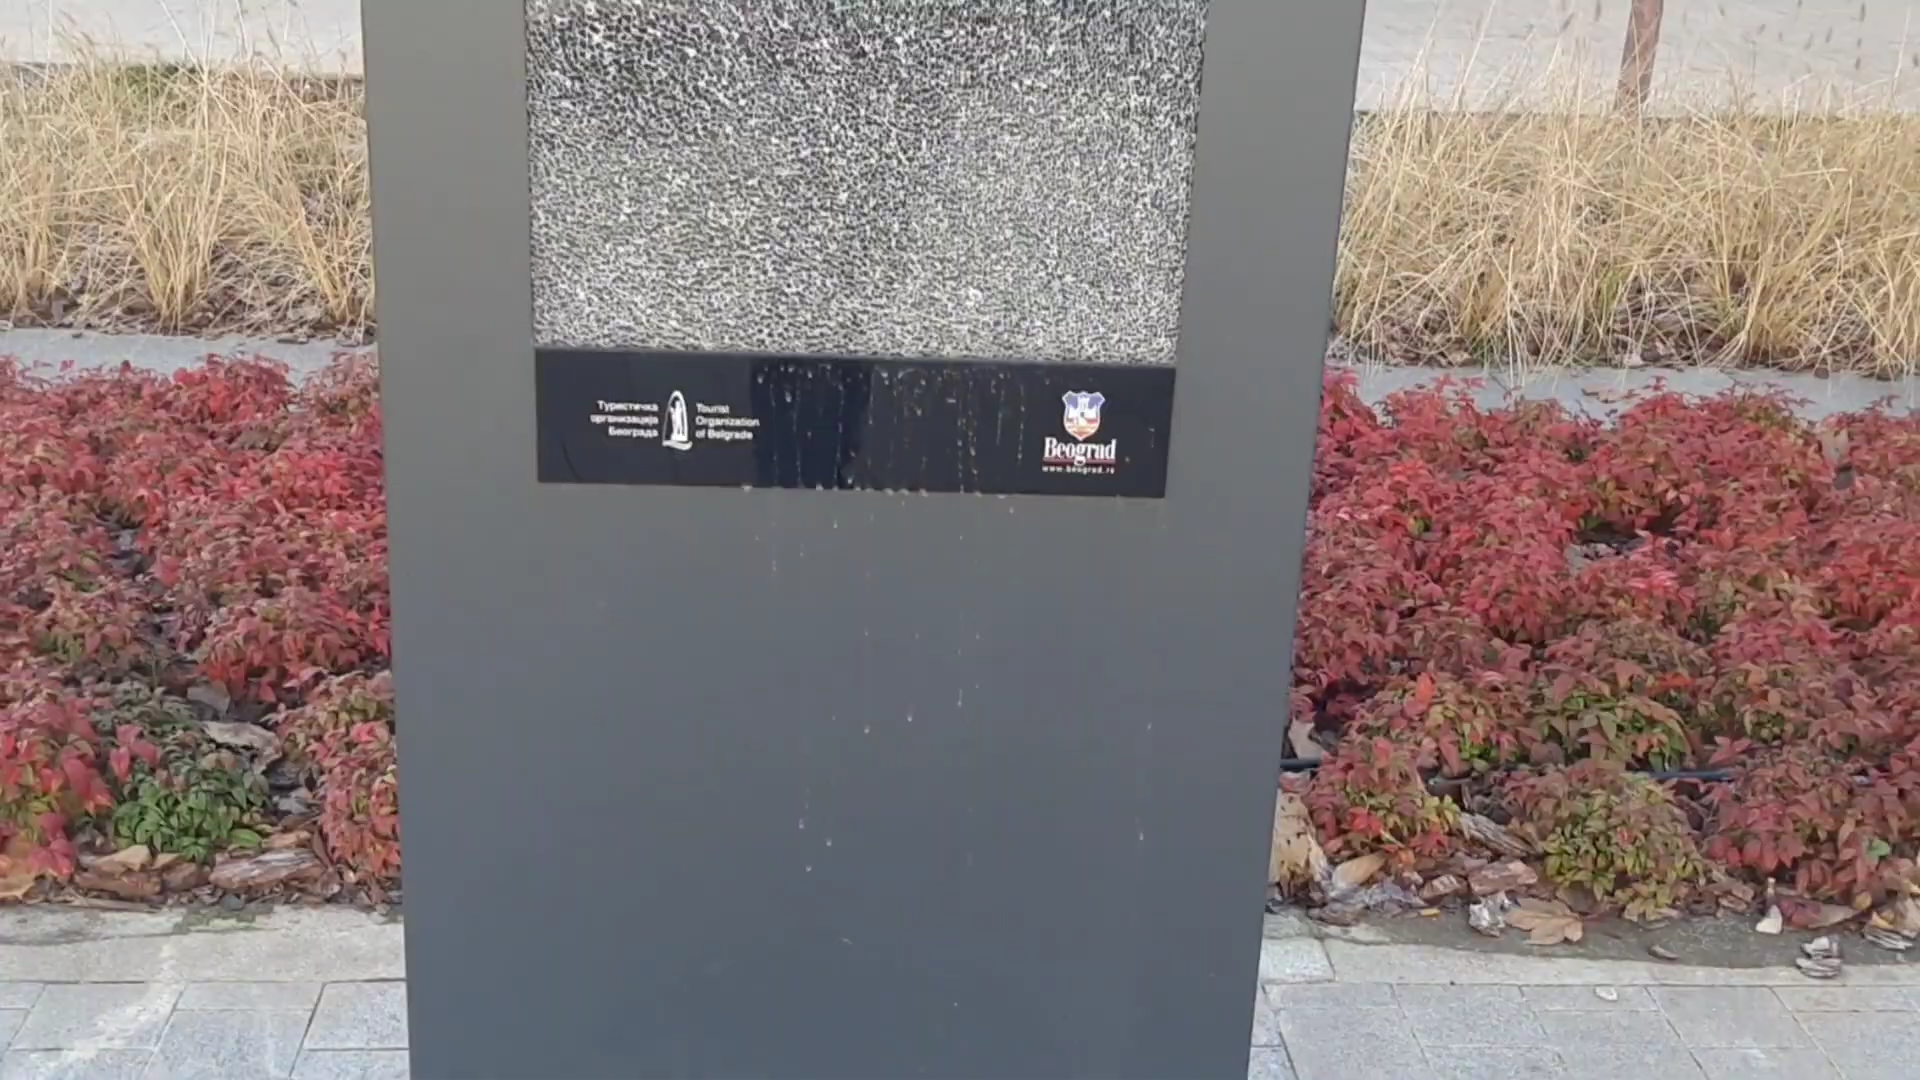 Туристичка
организација
Београда
Tourist
Organization
of Belgrade
Beograd
www.beograd.rs